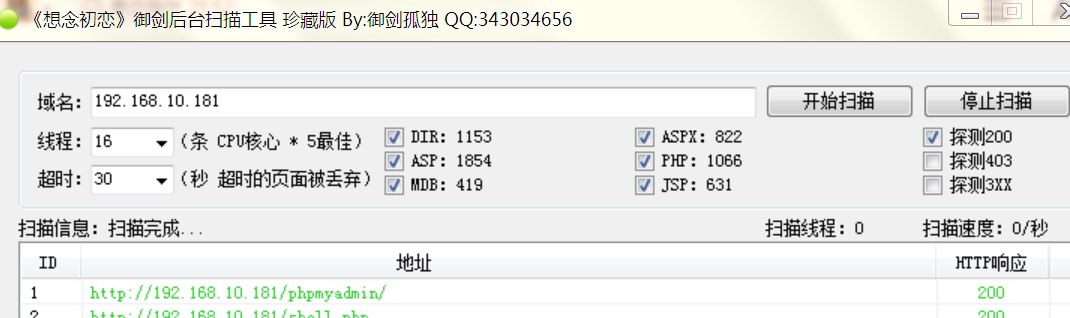 《想念初恋》御剑后台扫描工具 珍藏版 By:御剑孤独 QQ:343034656
域名: 192.168.10.181 开始扫描 停止扫描
线程: 16 (条 CPU核心 * 5最佳) DIR: 1153 ASPX: 822 探测200
ASP: 1854 PHP: 1066 探测403
超时: 30 (秒 超时的页面被丢弃) MDB: 419 JSP: 631 探测3XX
扫描信息: 扫描完成... 扫描线程: 0 扫描速度: 0/秒
ID 地址 HTTP响应
1 http://192.168.10.181/phpmyadmin/ 200
2 http://192.168.10.181/shell.php 200